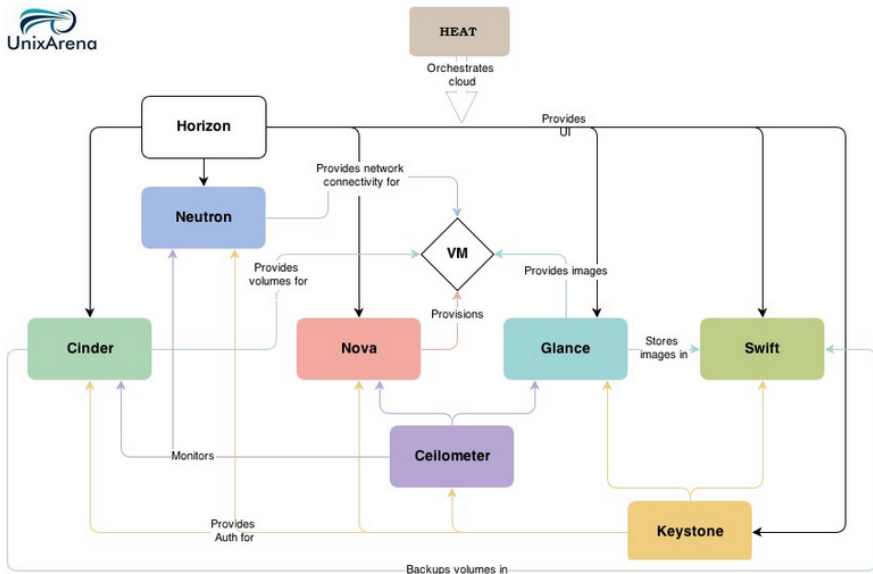 UnixArena
HEAT
Orchestrates
cloud
Horizon
Provides
UI
Provides network
connectivity for
Neutron
VM
Provides
volumes for
Provides images
Provisions
Cinder
Nova
Glance
Stores
images in
Swift
Monitors
Ceilometer
Provides
Auth for
Keystone
Backups volumes in